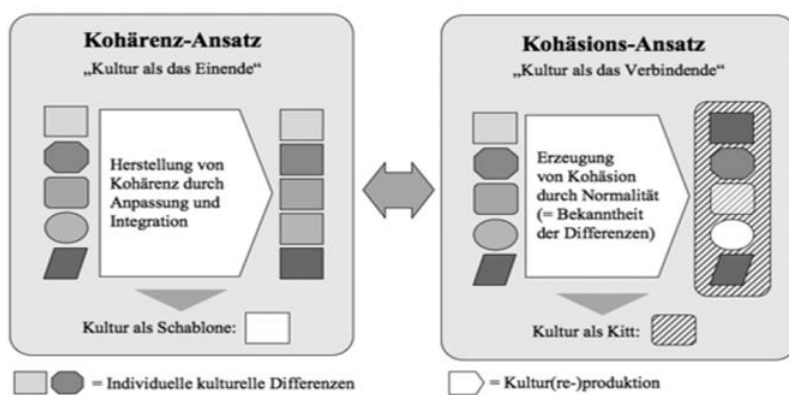 Kohärenz-Ansatz
„Kultur als das Einende“
Herstellung von
Kohärenz durch
Anpassung und
Integration
Kultur als Schablone:
Kohäsions-Ansatz
„Kultur als das Verbindende“
Erzeugung
von Kohäsion
durch Normalität
(= Bekanntheit
der Differenzen)
Kultur als Kitt:
= Individuelle kulturelle Differenzen
= Kultur(re-)produktion